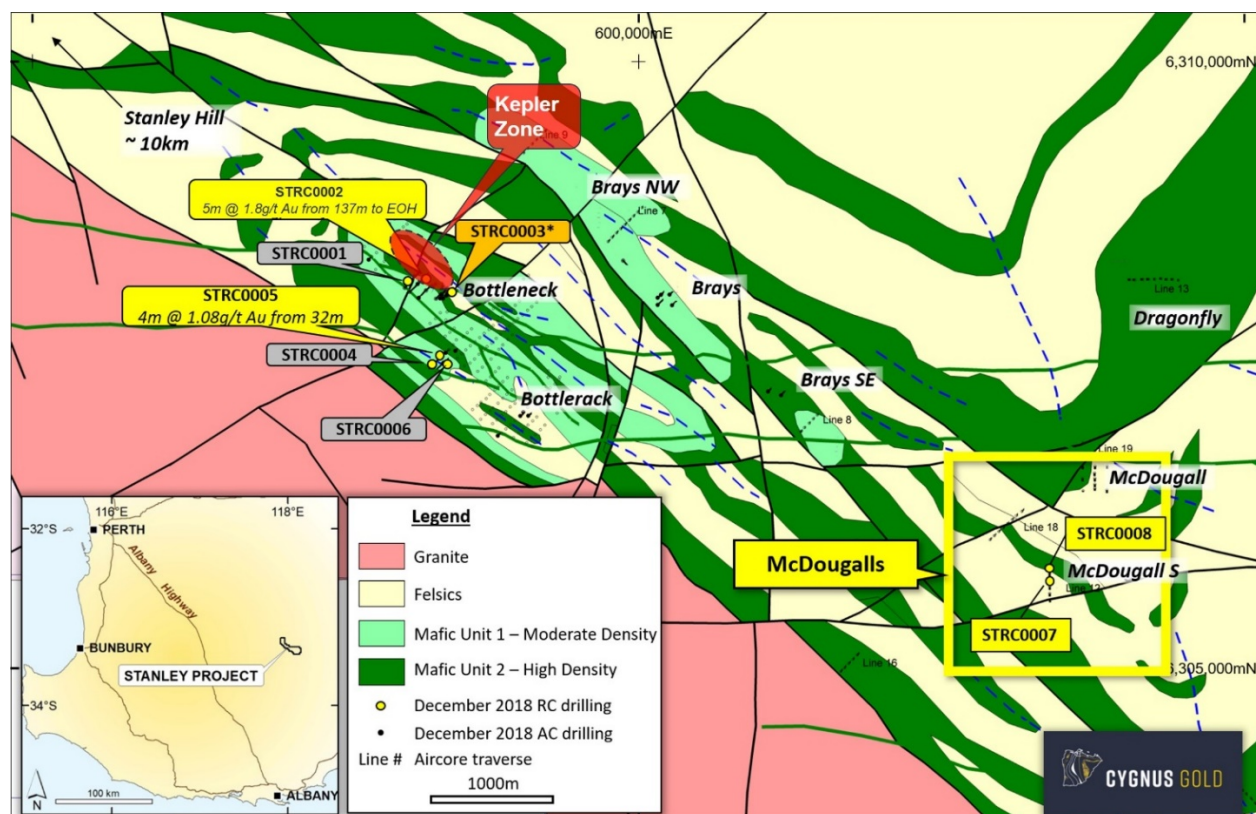 600,000mE
6,310,000mN
Stanley Hill
~ 10km
Kepler
Zone
Line 9
Brays NW
Line 7
STRC0002
5m @ 1.8g/t Au from 137m to EOH
STRC0003*
STRC0001
Bottleneck
Brays
Line 13
Dragonfly
STRC0005
4m @ 1.08g/t Au from 32m
STRC0004
Brays SE
Bottlerack
Line 8
STRC0006
Line 19
McDougall
Line 18
STRC0008
McDougalls
McDougall S
Line 12
STRC0007
Line 16
6,305,000mN
116°E
118°E
32°S
PERTH
Albany Highway
BUNBURY
STANLEY PROJECT
34°S
ALBANY
N
100 km
Legend
Granite
Felsics
Mafic Unit 1 – Moderate Density
Mafic Unit 2 – High Density
December 2018 RC drilling
December 2018 AC drilling
Line # Aircore traverse
1000m
CYGNUS GOLD